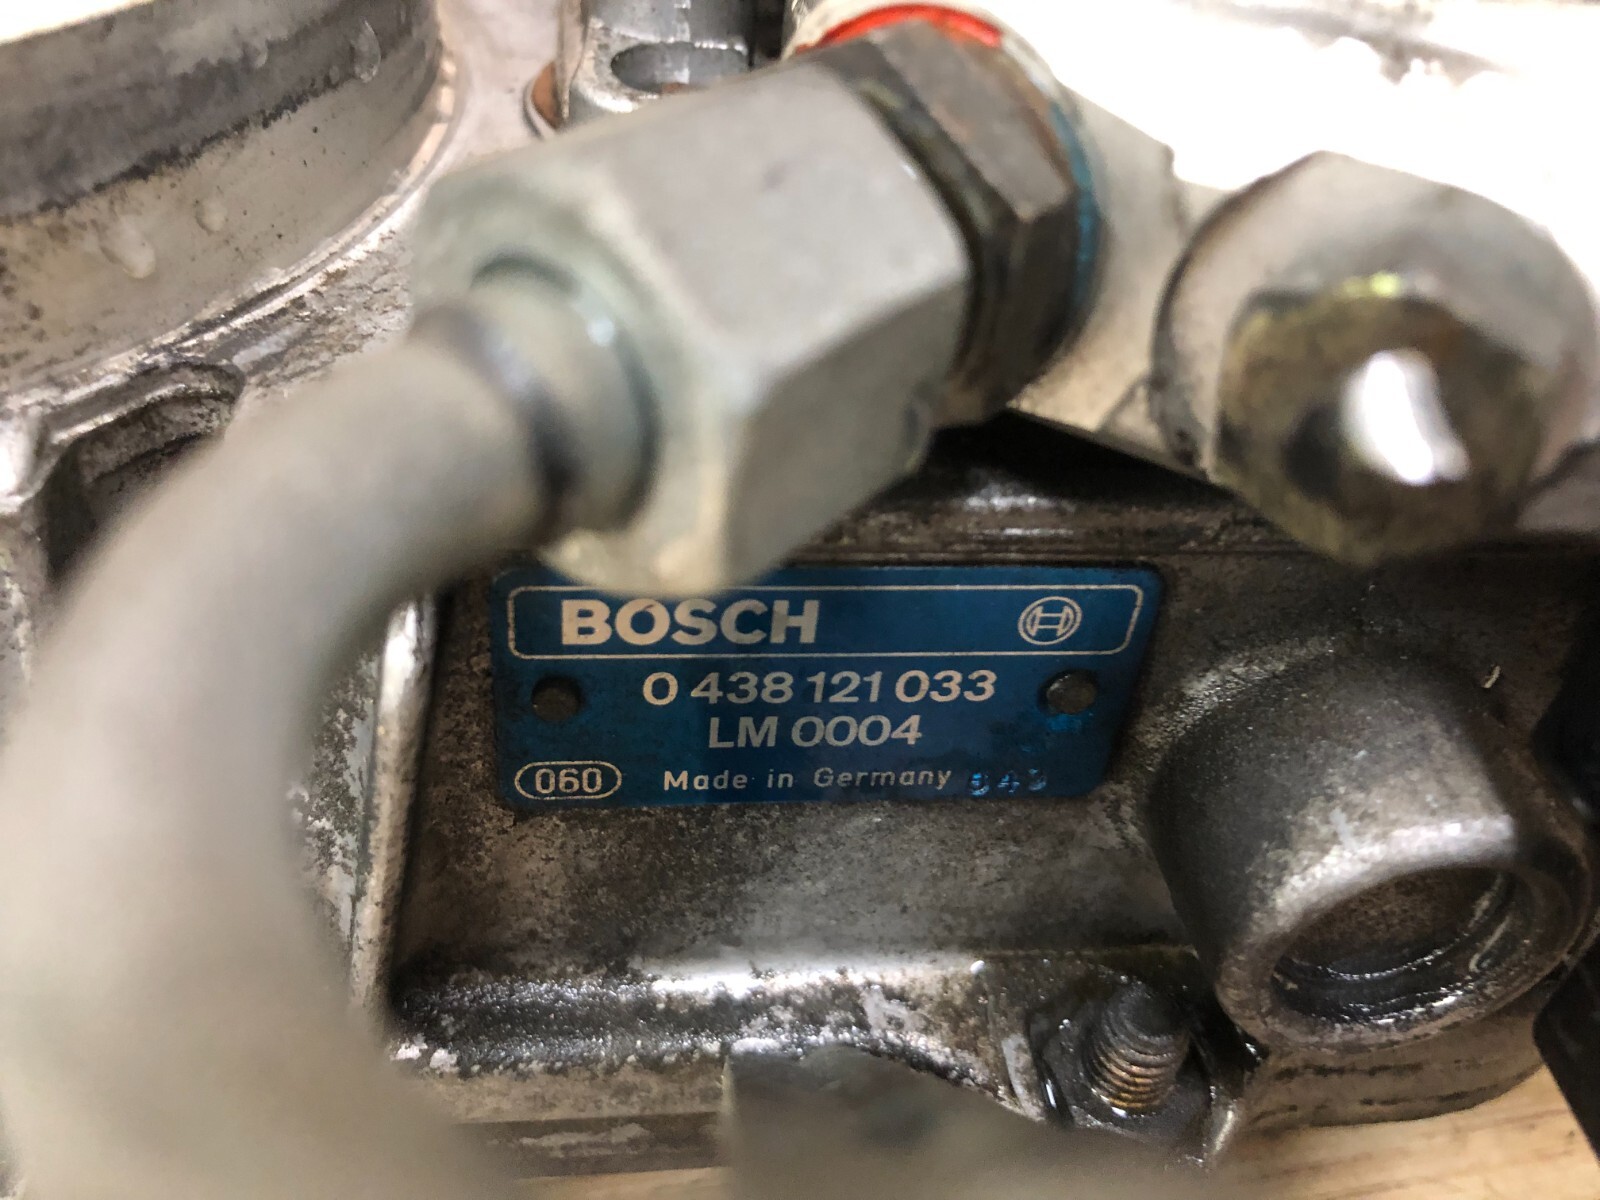 BOSCH
0 438 121 033
LM 0004
060 Made in Germany